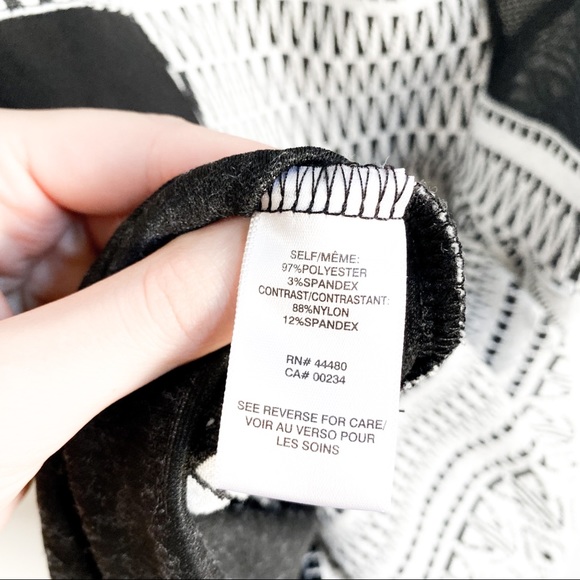 SELF/MÊME:
97%POLYESTER
3%SPANDEX
CONTRAST/CONTRASTANT:
88%NYLON
12%SPANDEX
RN# 44480
CA# 00234
SEE REVERSE FOR CARE/
VOIR AU VERSO POUR
LES SOINS